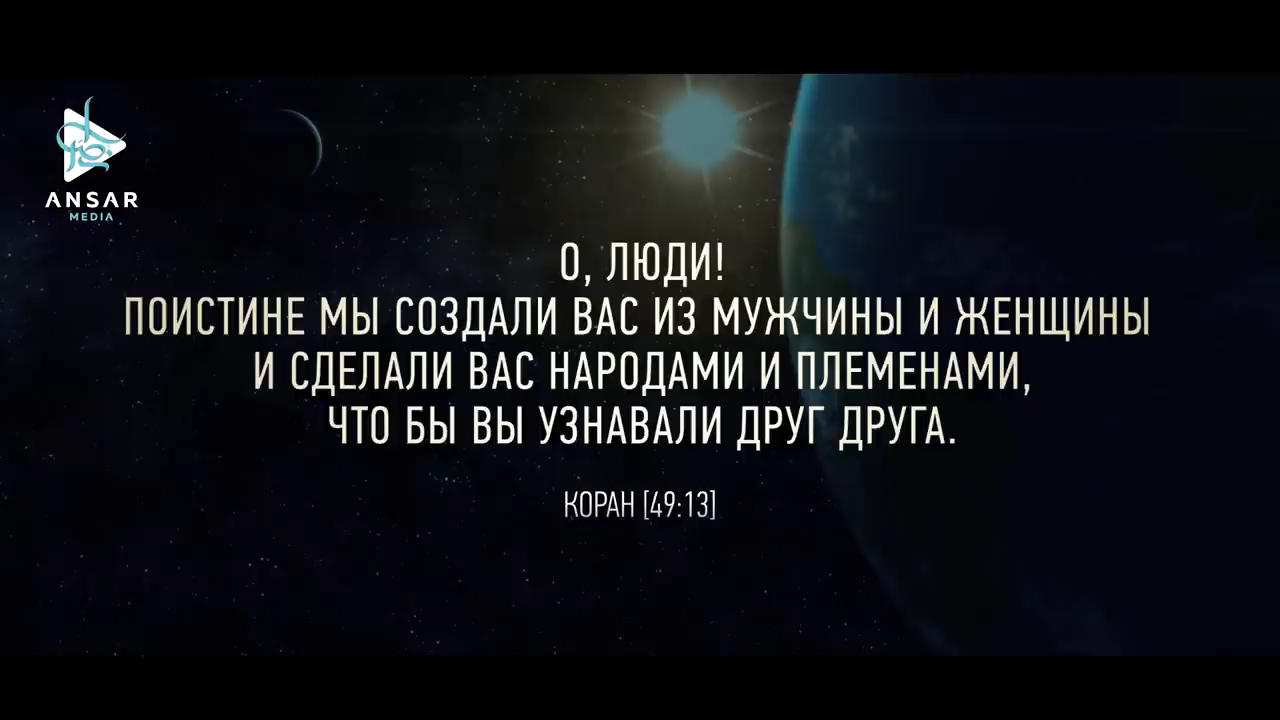 ANSAR
MEDIA
О, ЛЮДИ!
ПОИСТИНЕ МЫ СОЗДАЛИ ВАС ИЗ МУЖЧИНЫ И ЖЕНЩИНЫ
И СДЕЛАЛИ ВАС НАРОДАМИ И ПЛЕМЕНАМИ,
ЧТО БЫ ВЫ УЗНАВАЛИ ДРУГ ДРУГА.
КОРАН [49:13]